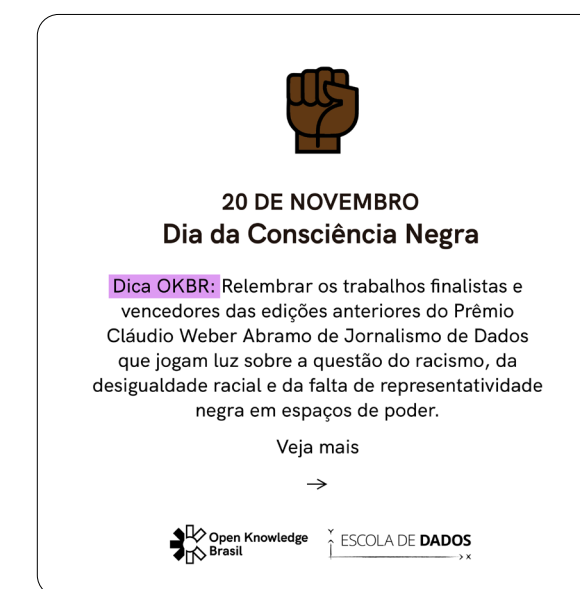 20 DE NOVEMBRO
Dia da Consciência Negra
Dica OKBR: Relembrar os trabalhos finalistas e
vencedores das edições anteriores do Prêmio
Cláudio Weber Abramo de Jornalismo de Dados
que jogam luz sobre a questão do racismo, da
desigualdade racial e da falta de representatividade
negra em espaços de poder.
Veja mais
→
Open Knowledge
Brasil
Y
ESCOLA DE DADOS
X